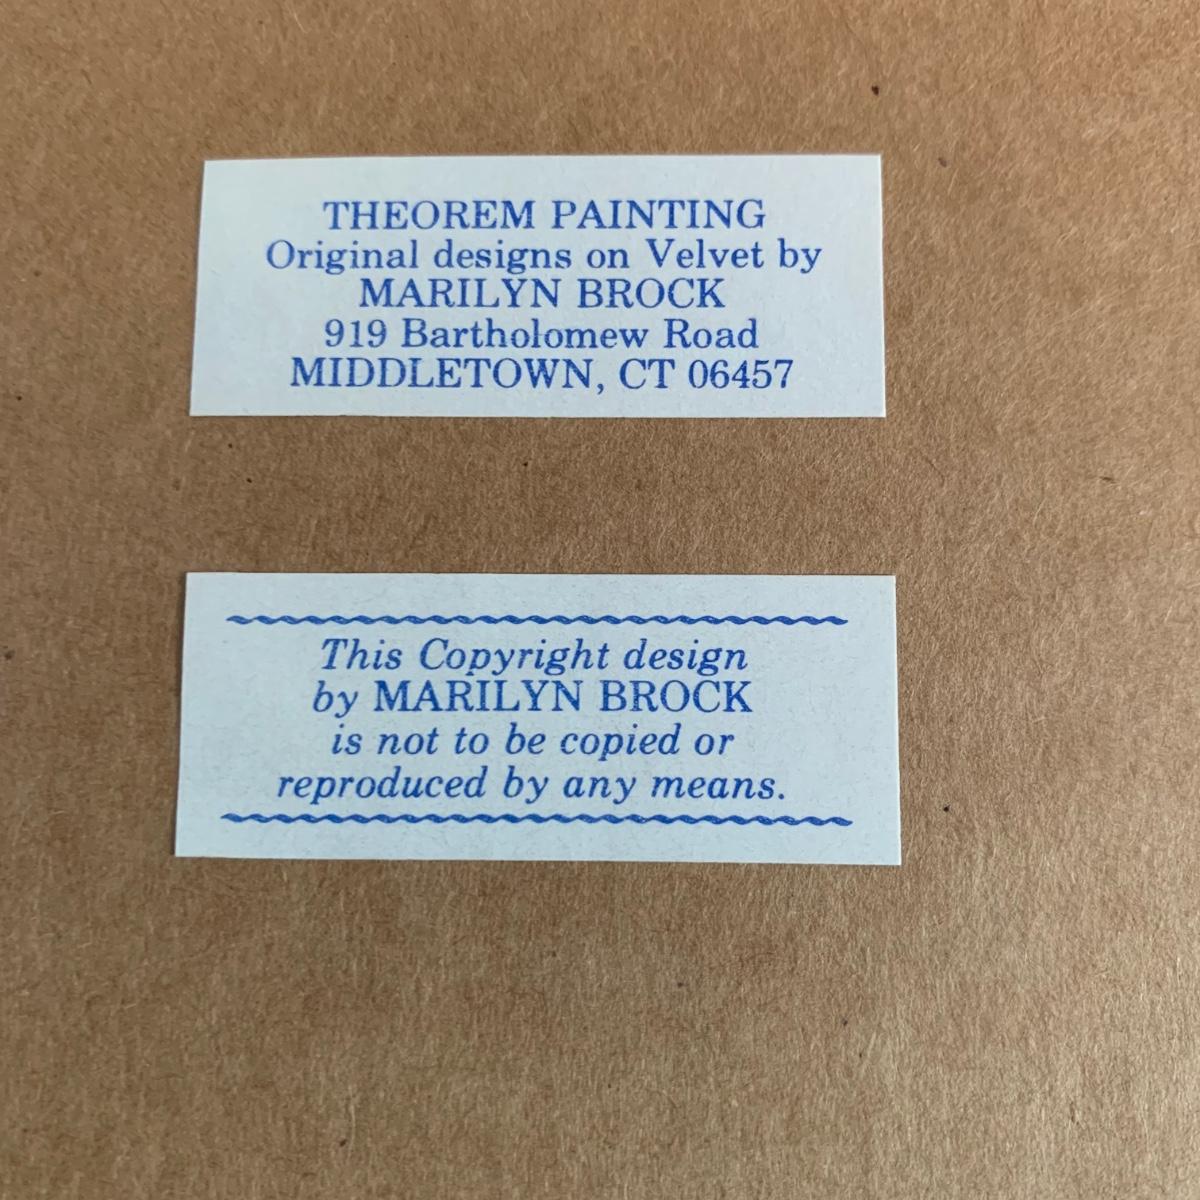 THEOREM PAINTING
Original designs on Velvet by
MARILYN BROCK
919 Bartholomew Road
MIDDLETOWN, CT 06457
This Copyright design
by MARILYN BROCK
is not to be copied or
reproduced by any means.